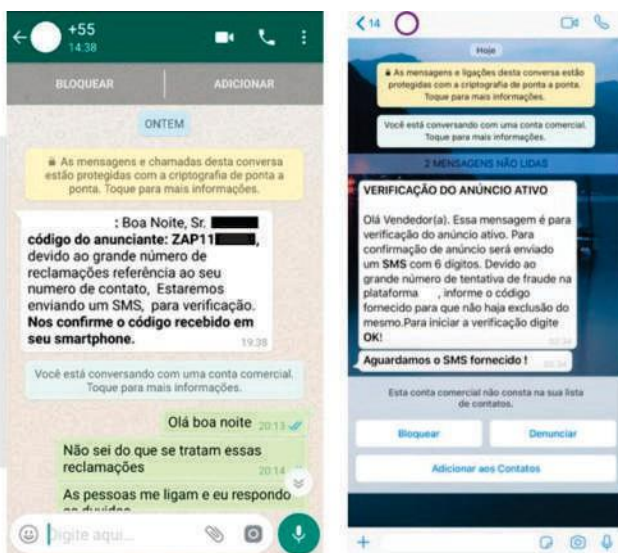 +55
14:38
BLOQUEAR
ADICIONAR
ONTEM
As mensagens e chamadas desta conversa
estão protegidas com a criptografia de ponta a
ponta. Toque para mais informações.
: Boa Noite, Sr.
código do anunciante: ZAP11 ,
devido ao grande número de
reclamações referência ao seu
numero de contato, Estaremos
enviando um SMS, para verificação.
Nos confirme o código recebido em
seu smartphone.
19:38
Você está conversando com uma conta comercial.
Toque para mais informações.
Olá boa noite 20:13
Não sei do que se tratam essas
reclamações 20:14
As pessoas me ligam e eu respondo
Digite aqui...
14
Hoje
As mensagens e ligações desta conversa estão
protegidas com a criptografia de ponta a ponta.
Toque para mais informações.
Você está conversando com uma conta comercial.
Toque para mais informações.
2 MENSAGENS NÃO LIDAS
VERIFICAÇÃO DO ANÚNCIO ATIVO
Olá Vendedor(a). Essa mensagem é para
verificação do anúncio ativo. Para
confirmação de anúncio será enviado
um SMS com 6 dígitos. Devido ao
grande número de tentativa de fraude na
plataforma , informe o código
fornecido para que não haja exclusão do
mesmo.Para iniciar a verificação digite
OK!
Aguardamos o SMS fornecido !
Esta conta comercial não consta na sua lista
de contatos.
Bloquear
Denunciar
Adicionar aos Contatos